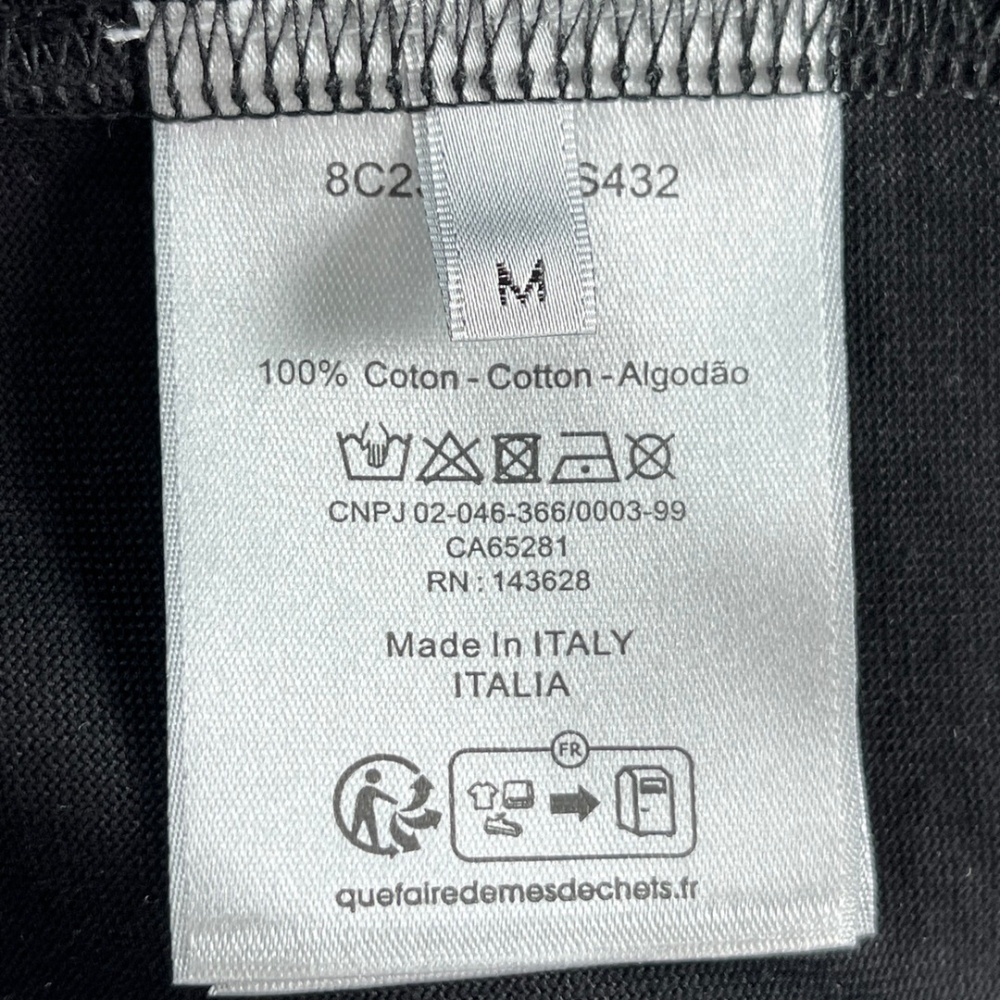 S432
M
100% Coton - Cotton - Algodão
CNPJ 02-046-366/0003-99
CA65281
RN : 143628
Made In ITALY
ITALIA
FR
quefairedemesdechets.fr